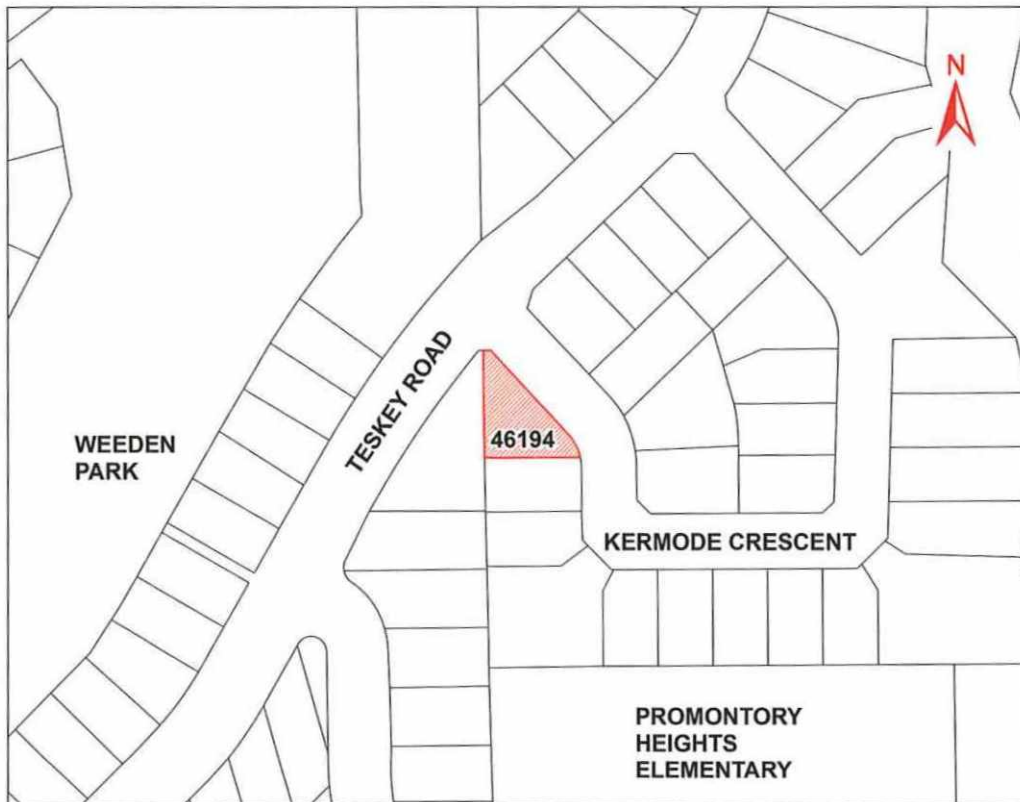 N
TESKEY ROAD
WEEDEN
PARK
46194
KERMODE CRESCENT
PROMONTORY
HEIGHTS
ELEMENTARY